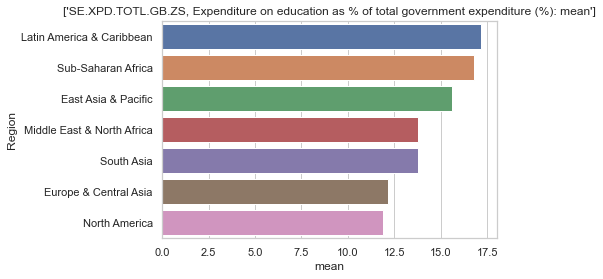 ['SE.XPD.TOTL.GB.ZS, Expenditure on education as % of total government expenditure (%): mean']
Latin America & Caribbean
Sub-Saharan Africa
East Asia & Pacific
Middle East & North Africa
South Asia
Europe & Central Asia
North America
Region
0.0 2.5 5.0 7.5 10.0 12.5 15.0 17.5
mean